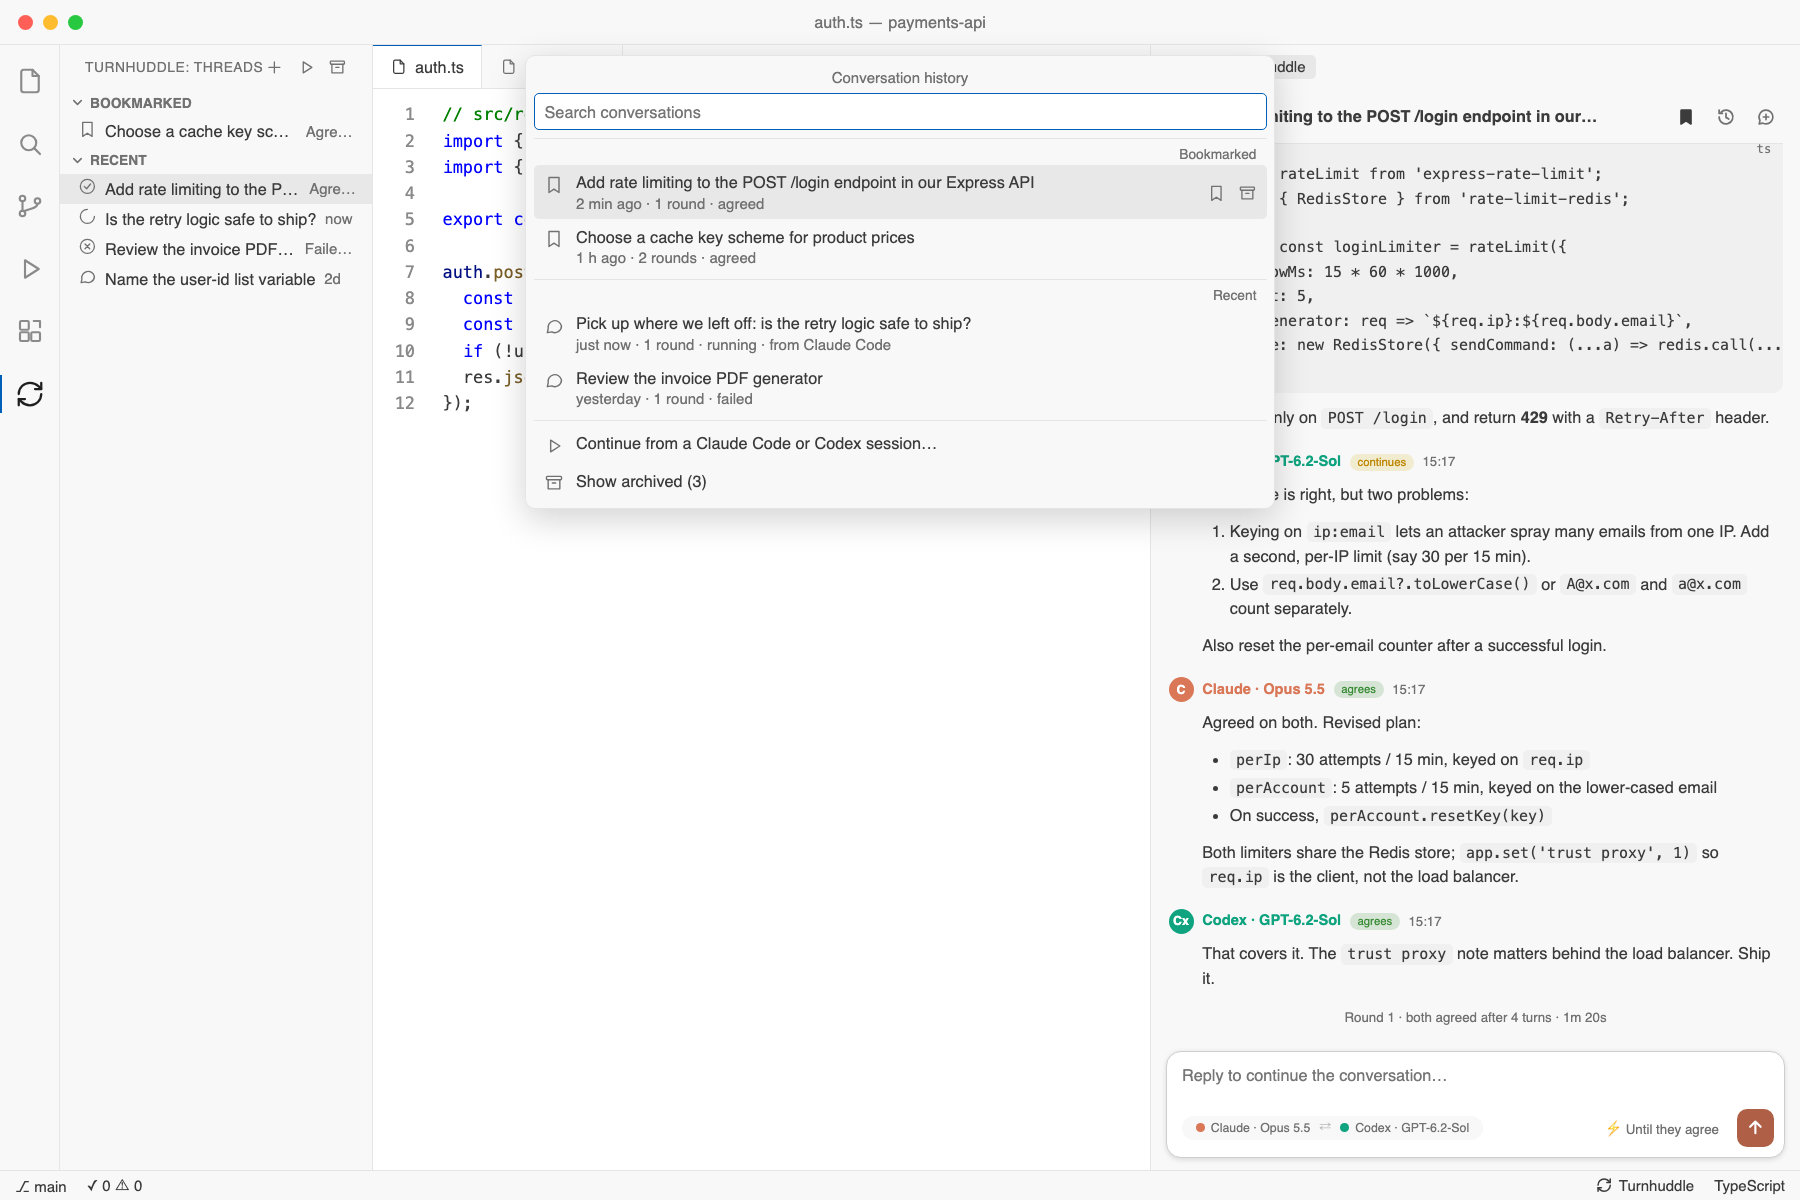 auth.ts — payments-api
TURNHUDDLE: THREADS
BOOKMARKED
Choose a cache key sc… Agre…
RECENT
Add rate limiting to the P… Agre…
Is the retry logic safe to ship? now
Review the invoice PDF… Faile…
Name the user-id list variable 2d
auth.ts
1 // src/r
2 import {
3 import {
4
5 export c
6
7 auth.pos
8 const
9 const
10 if (!u
11 res.js
12 });
Conversation history
Search conversations
Bookmarked
Add rate limiting to the POST /login endpoint in our Express API
2 min ago · 1 round · agreed
Choose a cache key scheme for product prices
1 h ago · 2 rounds · agreed
Recent
Pick up where we left off: is the retry logic safe to ship?
just now · 1 round · running · from Claude Code
Review the invoice PDF generator
yesterday · 1 round · failed
Continue from a Claude Code or Codex session…
Show archived (3)
ddle
iting to the POST /login endpoint in our…
ts
rateLimit from 'express-rate-limit';
{ RedisStore } from 'rate-limit-redis';
const loginLimiter = rateLimit({
owMs: 15 * 60 * 1000,
: 5,
enerator: req => `${req.ip}:${req.body.email}`,
e: new RedisStore({ sendCommand: (...a) => redis.call(...
nly on POST /login , and return 429 with a Retry-After header.
PT-6.2-Sol continues 15:17
e is right, but two problems:
1. Keying on ip:email lets an attacker spray many emails from one IP. Add
a second, per-IP limit (say 30 per 15 min).
2. Use req.body.email?.toLowerCase() or A@x.com and a@x.com
count separately.
Also reset the per-email counter after a successful login.
C Claude · Opus 5.5 agrees 15:17
Agreed on both. Revised plan:
• perIp : 30 attempts / 15 min, keyed on req.ip
• perAccount : 5 attempts / 15 min, keyed on the lower-cased email
• On success, perAccount.resetKey(key)
Both limiters share the Redis store; app.set('trust proxy', 1) so
req.ip is the client, not the load balancer.
Cx Codex · GPT-6.2-Sol agrees 15:17
That covers it. The trust proxy note matters behind the load balancer. Ship
it.
Round 1 · both agreed after 4 turns · 1m 20s
Reply to continue the conversation…
Claude · Opus 5.5 ⇄ Codex · GPT-6.2-Sol
⚡ Until they agree
main ✓ 0 ⚠ 0
Turnhuddle TypeScript